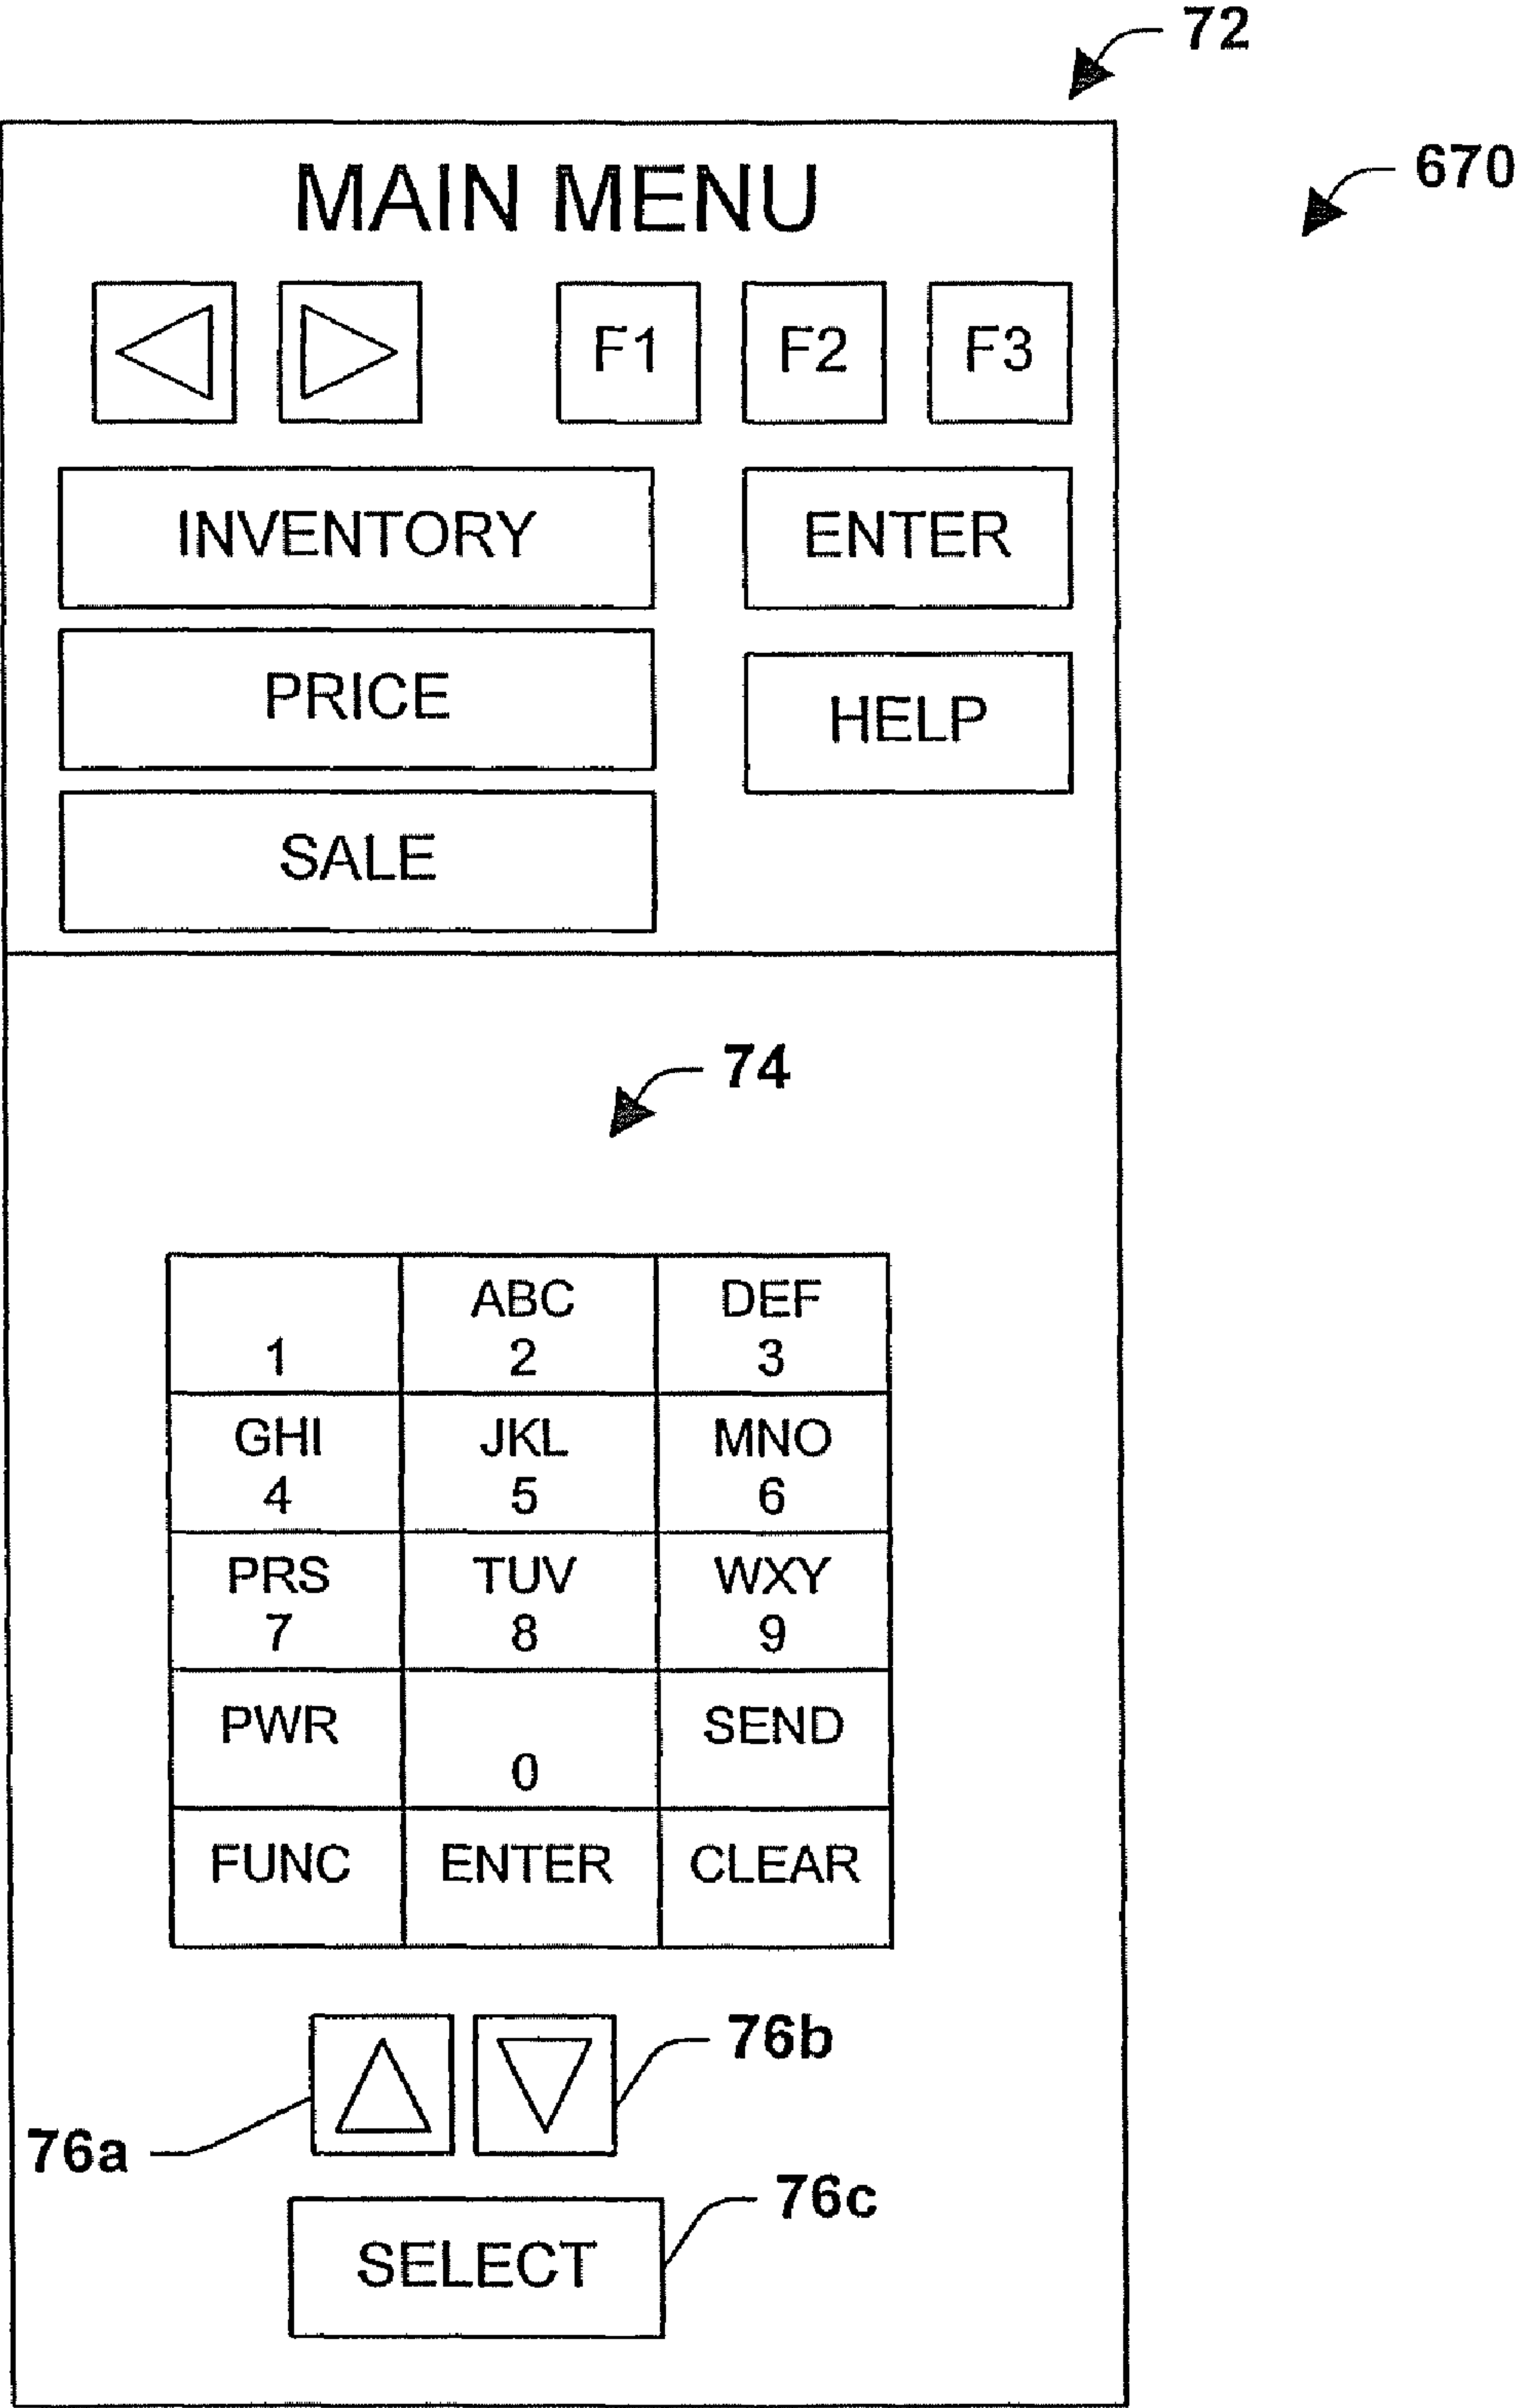 72
670
MAIN MENU
F1 F2 F3
INVENTORY ENTER
PRICE HELP
SALE
74
ABC DEF
1 2 3
GHI JKL MNO
4 5 6
PRS TUV WXY
7 8 9
PWR SEND
0
FUNC ENTER CLEAR
76b
76a
76c
SELECT